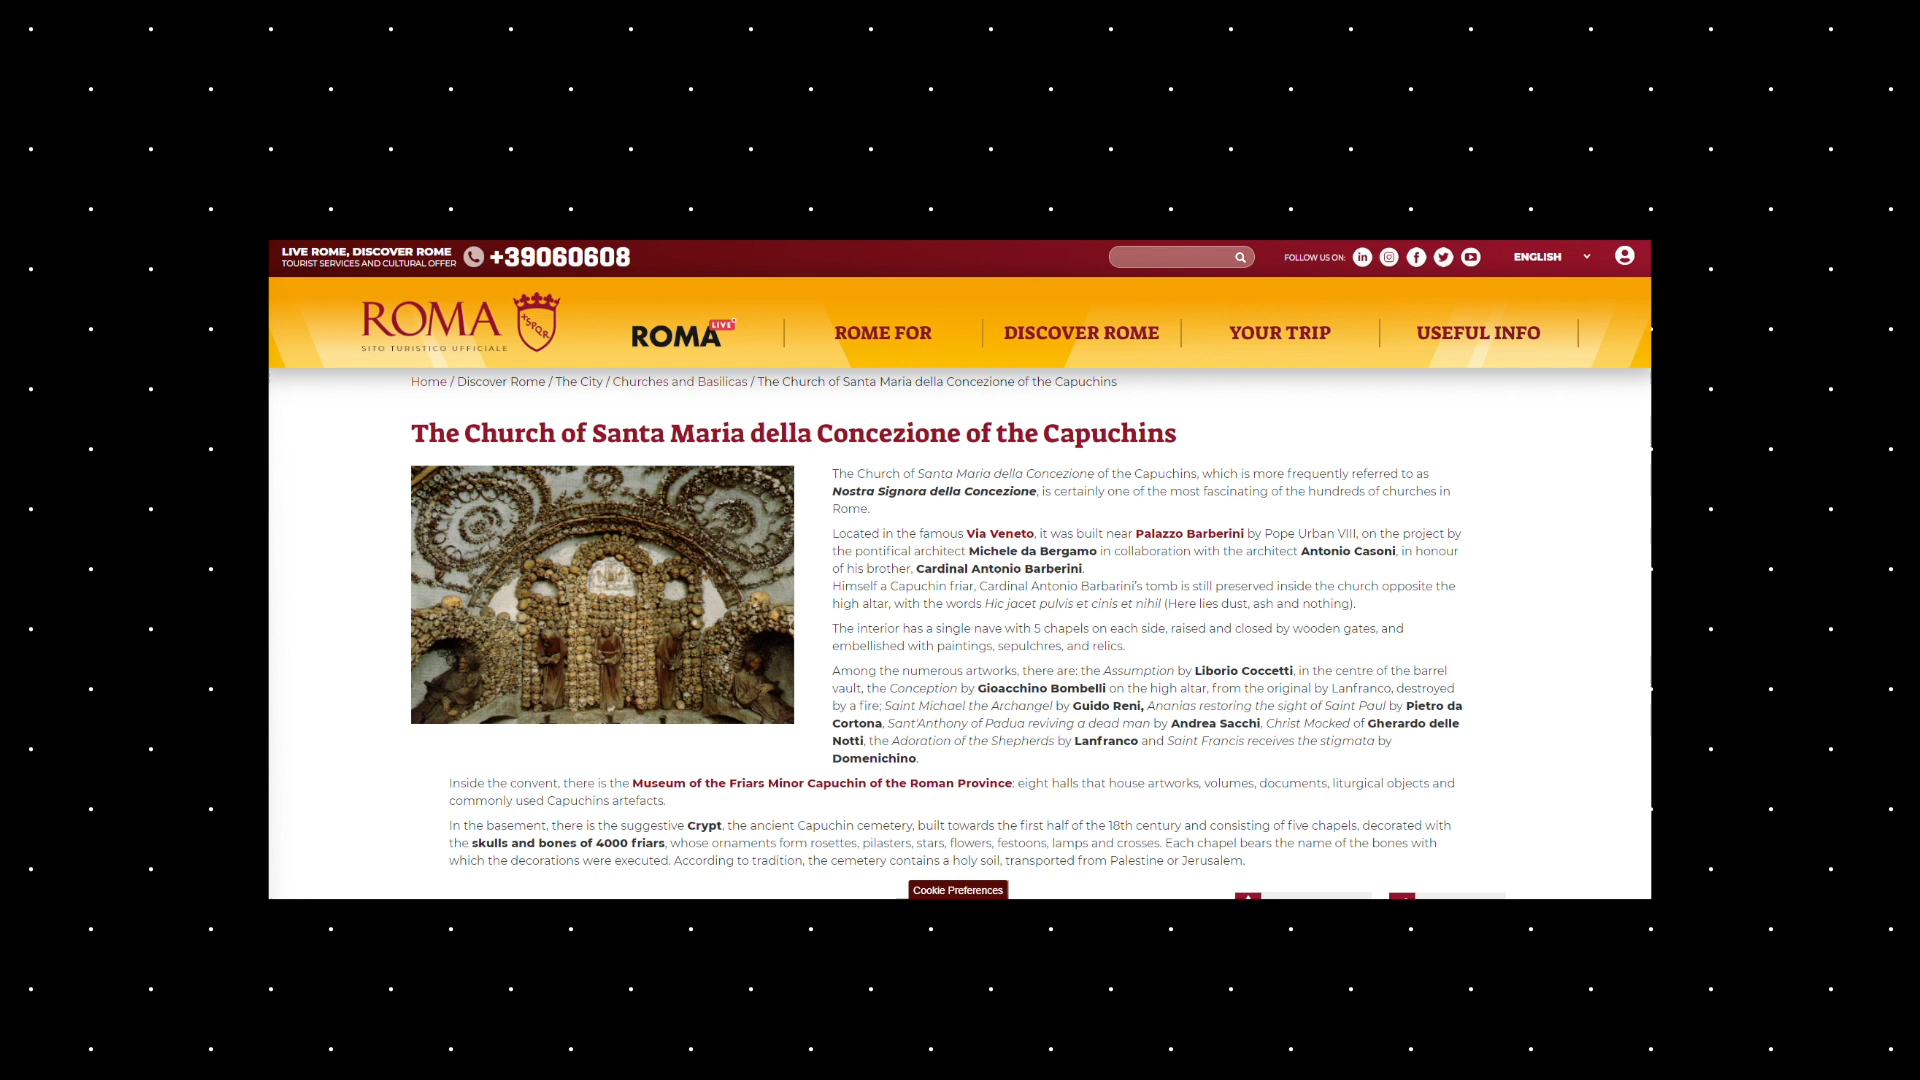 LIVE ROME, DISCOVER ROME
TOURIST SERVICES AND CULTURAL OFFER
+39060608
FOLLOW US ON:
ENGLISH
ROMA
SPQR
SITO TURISTICO UFFICIALE
ROMA LIVE
ROME FOR
DISCOVER ROME
YOUR TRIP
USEFUL INFO
Home / Discover Rome / The City / Churches and Basilicas / The Church of Santa Maria della Concezione of the Capuchins
The Church of Santa Maria della Concezione of the Capuchins
The Church of Santa Maria della Concezione of the Capuchins, which is more frequently referred to as
Nostra Signora della Concezione, is certainly one of the most fascinating of the hundreds of churches in
Rome.
Located in the famous Via Veneto, it was built near Palazzo Barberini by Pope Urban VIII, on the project by
the pontifical architect Michele da Bergamo in collaboration with the architect Antonio Casoni, in honour
of his brother, Cardinal Antonio Barberini.
Himself a Capuchin friar, Cardinal Antonio Barbarini's tomb is still preserved inside the church opposite the
high altar, with the words Hic jacet pulvis et cinis et nihil (Here lies dust, ash and nothing).
The interior has a single nave with 5 chapels on each side, raised and closed by wooden gates, and
embellished with paintings, sepulchres, and relics.
Among the numerous artworks, there are: the Assumption by Liborio Coccetti, in the centre of the barrel
vault, the Conception by Gioacchino Bombelli on the high altar, from the original by Lanfranco, destroyed
by a fire; Saint Michael the Archangel by Guido Reni, Ananias restoring the sight of Saint Paul by Pietro da
Cortona, Sant'Anthony of Padua reviving a dead man by Andrea Sacchi, Christ Mocked of Gherardo delle
Notti, the Adoration of the Shepherds by Lanfranco and Saint Francis receives the stigmata by
Domenichino.
Inside the convent, there is the Museum of the Friars Minor Capuchin of the Roman Province: eight halls that house artworks, volumes, documents, liturgical objects and
commonly used Capuchins artefacts.
In the basement, there is the suggestive Crypt, the ancient Capuchin cemetery, built towards the first half of the 18th century and consisting of five chapels, decorated with
the skulls and bones of 4000 friars, whose ornaments form rosettes, pilasters, stars, flowers, festoons, lamps and crosses. Each chapel bears the name of the bones with
which the decorations were executed. According to tradition, the cemetery contains a holy soil, transported from Palestine or Jerusalem.
Cookie Preferences